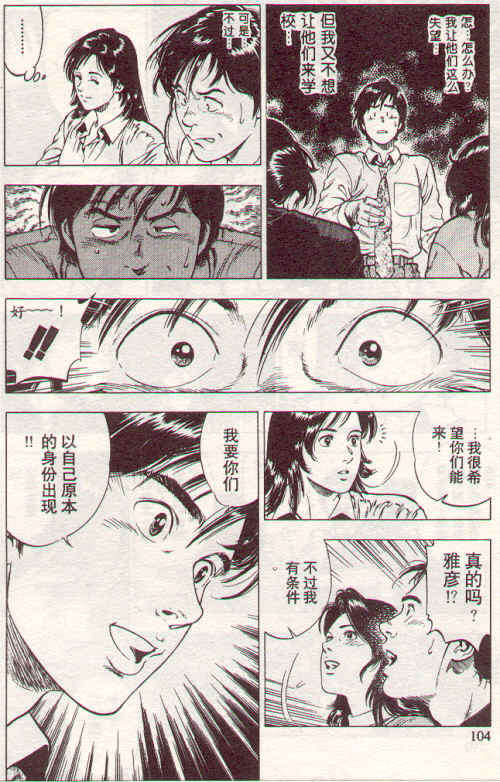 怎…怎么办?
我让他们这么
失望…
但我又不想
让他们来学
校…
可是…
不过…
………
好～～!
!!
…我很希
望你们能
来!
真的吗?
雅彦!?
不过我
有条件。
我要你们
以自己原本
的身份出现
!!
104